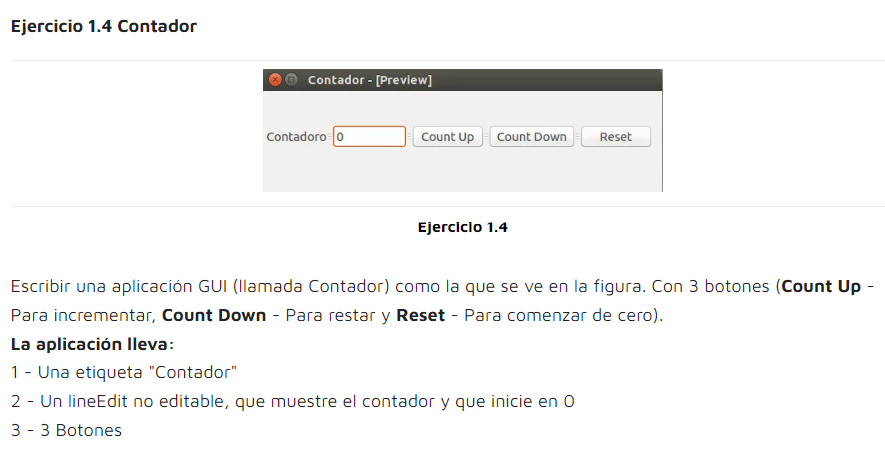 Ejercicio 1.4 Contador
Contador - [Preview]
Contadoro 0 Count Up Count Down Reset
Ejercicio 1.4
Escribir una aplicación GUI (llamada Contador) como la que se ve en la figura. Con 3 botones (Count Up -
Para incrementar, Count Down - Para restar y Reset - Para comenzar de cero).
La aplicación lleva:
1 - Una etiqueta "Contador"
2 - Un lineEdit no editable, que muestre el contador y que inicie en 0
3 - 3 Botones